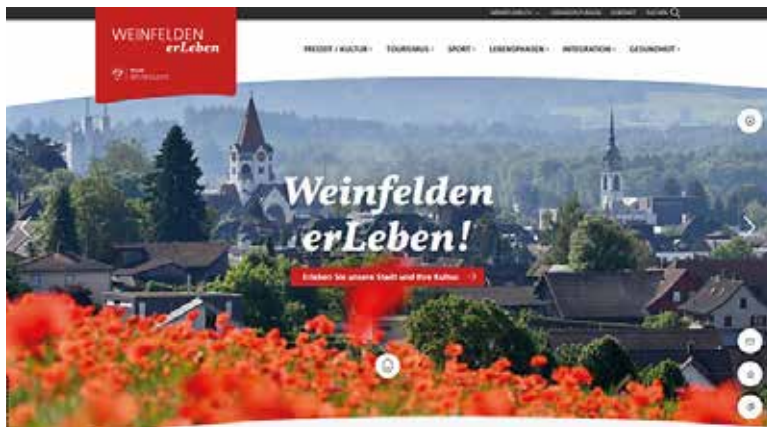 VERANSTALTUNGEN KONTAKT SUCHEN
WEINFELDEN
erLeben
FREIZEIT / KULTUR TOURISMUS SPORT LEBENSPHASEN INTEGRATION GESUNDHEIT
Weinfelden
erLeben!
Erleben Sie unsere Stadt und ihre Kultur.